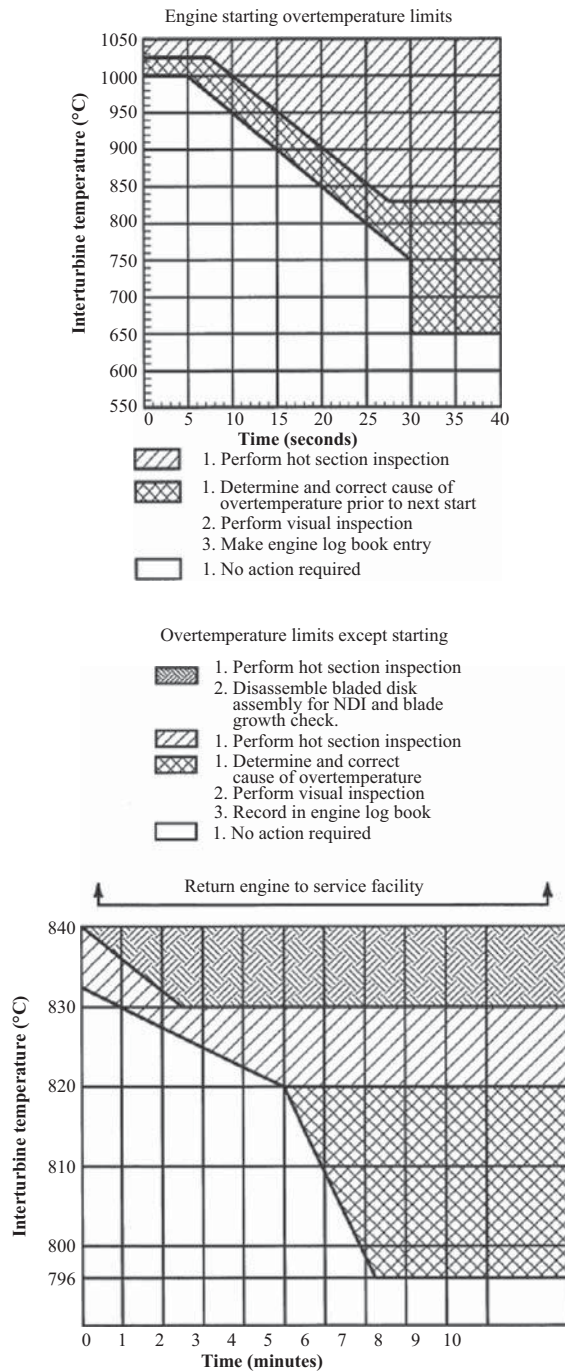 Engine starting overtemperature limits
1050
1000
950
900
850
800
750
700
650
600
550
Interturbine temperature (°C)
0 5 10 15 20 25 30 35 40
Time (seconds)
1. Perform hot section inspection
1. Determine and correct cause of
overtemperature prior to next start
2. Perform visual inspection
3. Make engine log book entry
1. No action required
Overtemperature limits except starting
1. Perform hot section inspection
2. Disassemble bladed disk
assembly for NDI and blade
growth check.
1. Perform hot section inspection
1. Determine and correct
cause of overtemperature
2. Perform visual inspection
3. Record in engine log book
1. No action required
Return engine to service facility
840
830
820
810
800
796
Interturbine temperature (°C)
0 1 2 3 4 5 6 7 8 9 10
Time (minutes)